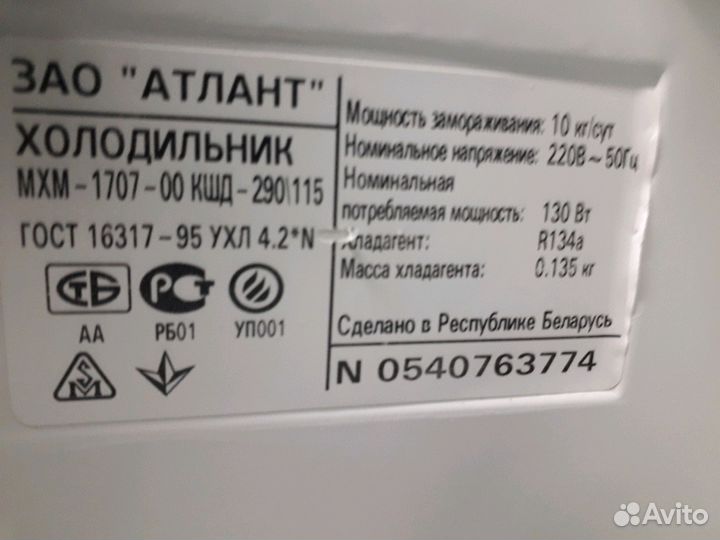 ЗАО "АТЛАНТ"
ХОЛОДИЛЬНИК
МХМ-1707-00 КШД-290\115
ГОСТ 16317-95 УХЛ 4.2*N
СТБ
РСТ
АА
РБ01
УП001
Мощность замораживания: 10 кг/сут
Номинальное напряжение: 220В ~ 50Гц
Номинальная
потребляемая мощность: 130 Вт
Хладагент: R134a
Масса хладагента: 0.135 кг
Сделано в Республике Беларусь
N 0540763774
Avito